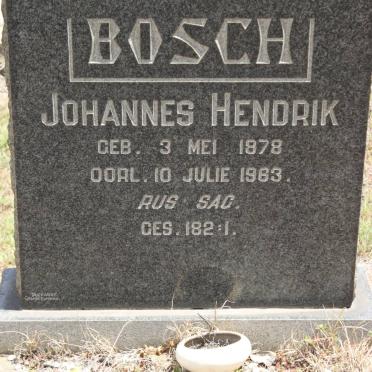 BOSCH
JOHANNES HENDRIK
GEB. 3 MEI 1878
OORL. 10 JULIE 1963.
RUS SAG.
GES. 182:1.